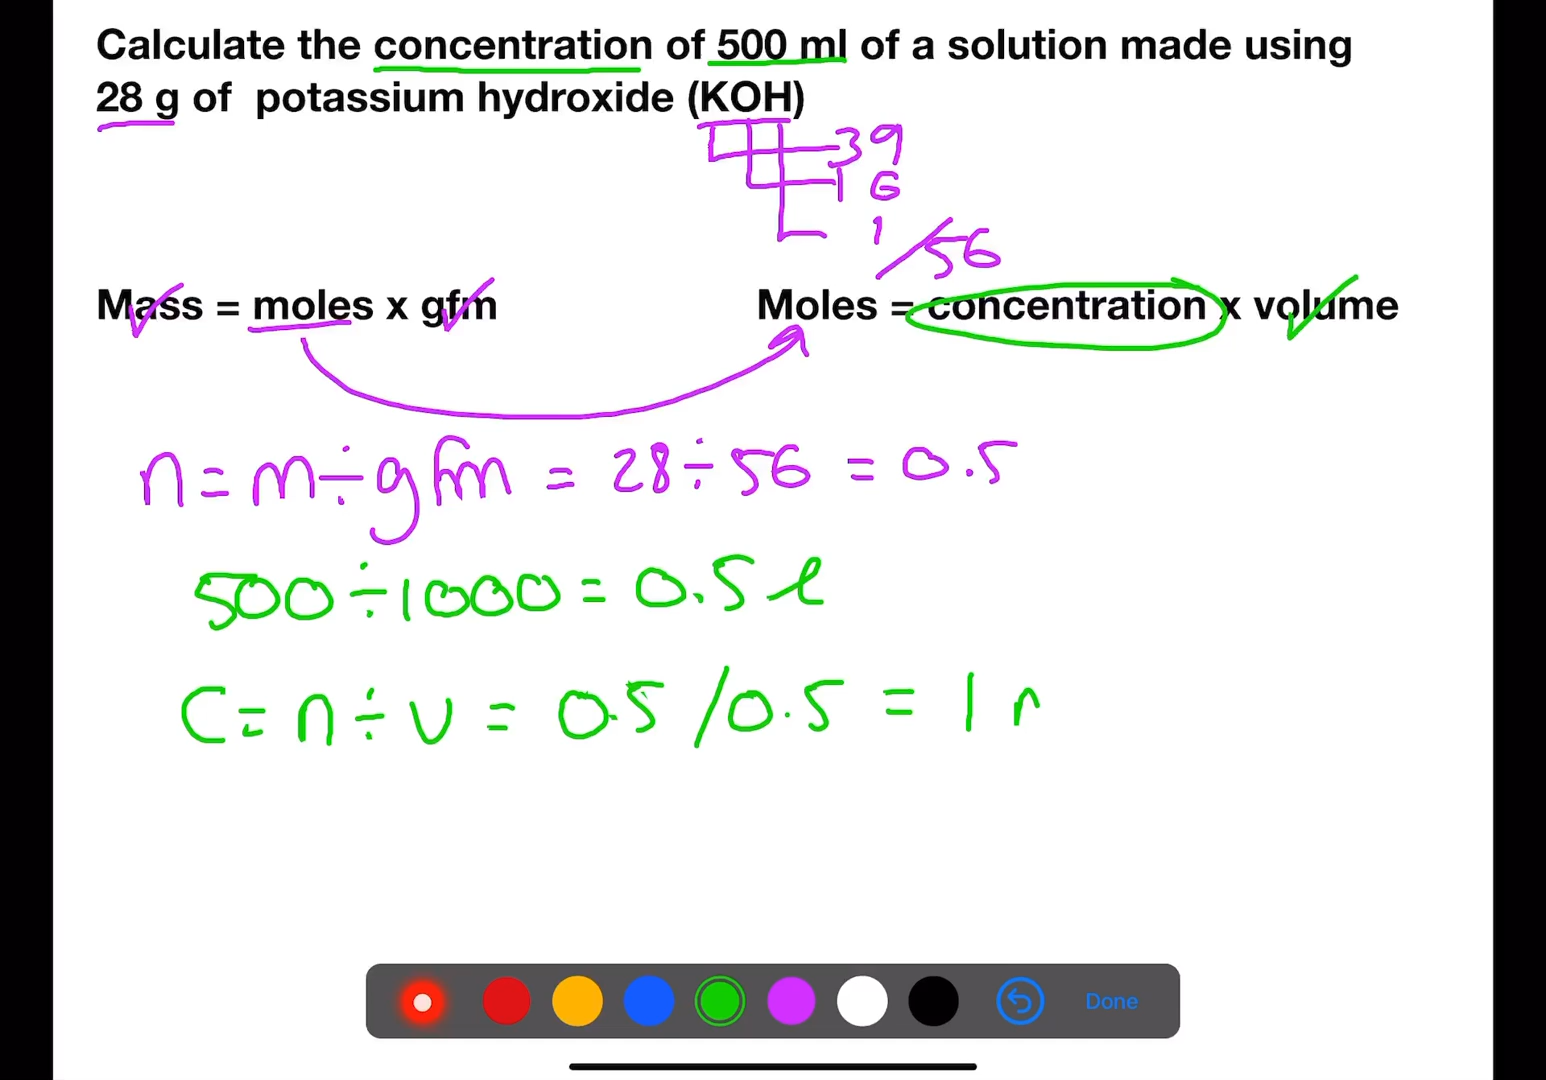 Calculate the concentration of 500 ml of a solution made using
28 g of potassium hydroxide (KOH)
39
16
1
56
Mass = moles x gfm
Moles = concentration x volume
n = m ÷ gfm = 28 ÷ 56 = 0.5
500 ÷ 1000 = 0.5 l
C = n ÷ v = 0.5 / 0.5 = 1
Done